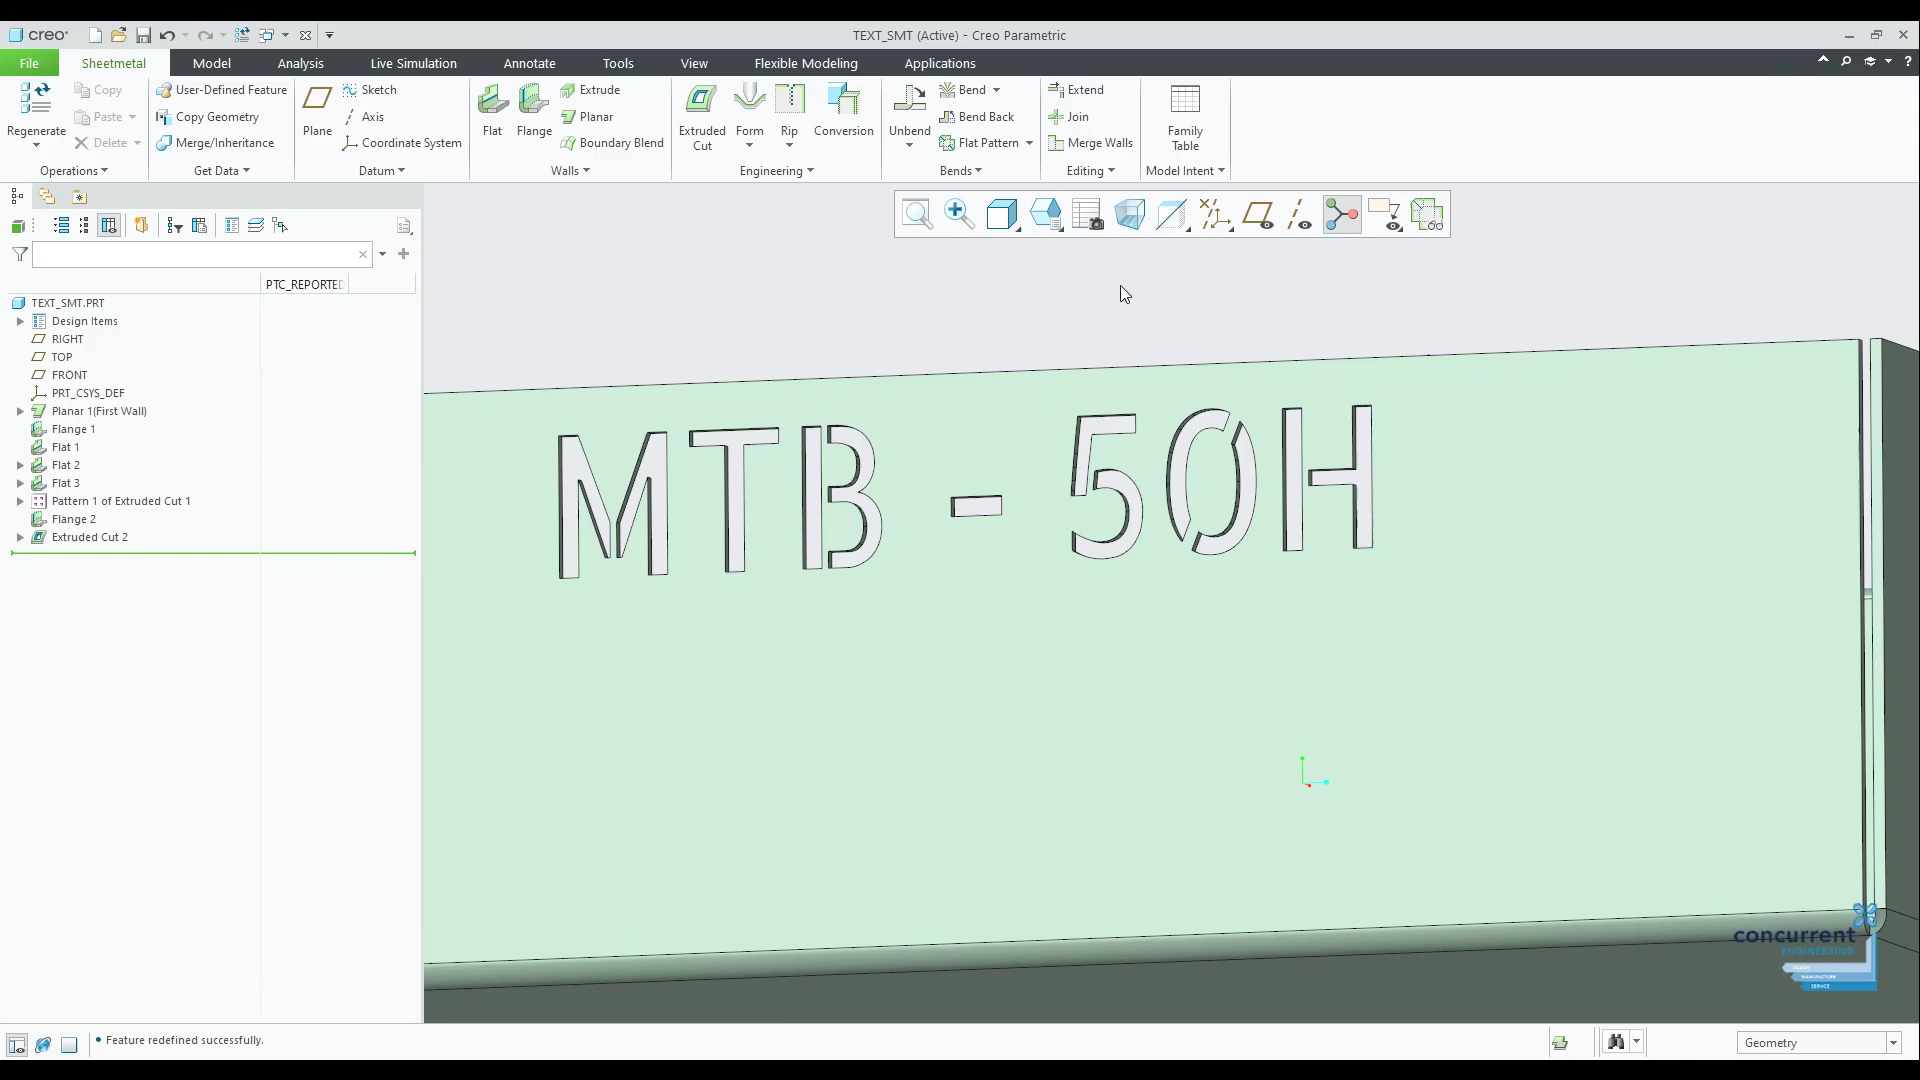 creo
TEXT_SMT (Active) - Creo Parametric
File
Sheetmetal
Model
Analysis
Live Simulation
Annotate
Tools
View
Flexible Modeling
Applications
Regenerate
Copy
Paste
Delete
Operations
User-Defined Feature
Copy Geometry
Merge/Inheritance
Get Data
Plane
Sketch
Axis
Coordinate System
Datum
Flat
Flange
Extrude
Planar
Boundary Blend
Walls
Extruded
Cut
Form
Rip
Conversion
Engineering
Unbend
Bend
Bend Back
Flat Pattern
Bends
Extend
Join
Merge Walls
Editing
Family
Table
Model Intent
PTC_REPORTED
TEXT_SMT.PRT
Design Items
RIGHT
TOP
FRONT
PRT_CSYS_DEF
Planar 1(First Wall)
Flange 1
Flat 1
Flat 2
Flat 3
Pattern 1 of Extruded Cut 1
Flange 2
Extruded Cut 2
MTB - 50H
concurrent
ENGINEERING
DESIGN
MANUFACTURE
SERVICE
Feature redefined successfully.
Geometry